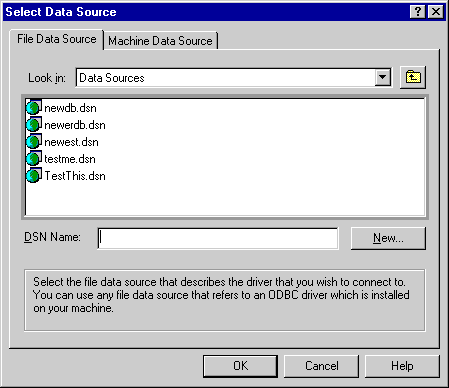 Select Data Source
File Data Source Machine Data Source
Look in: Data Sources
newdb.dsn
newerdb.dsn
newest.dsn
testme.dsn
TestThis.dsn
DSN Name: New...
Select the file data source that describes the driver that you wish to connect to.
You can use any file data source that refers to an ODBC driver which is installed
on your machine.
OK Cancel Help